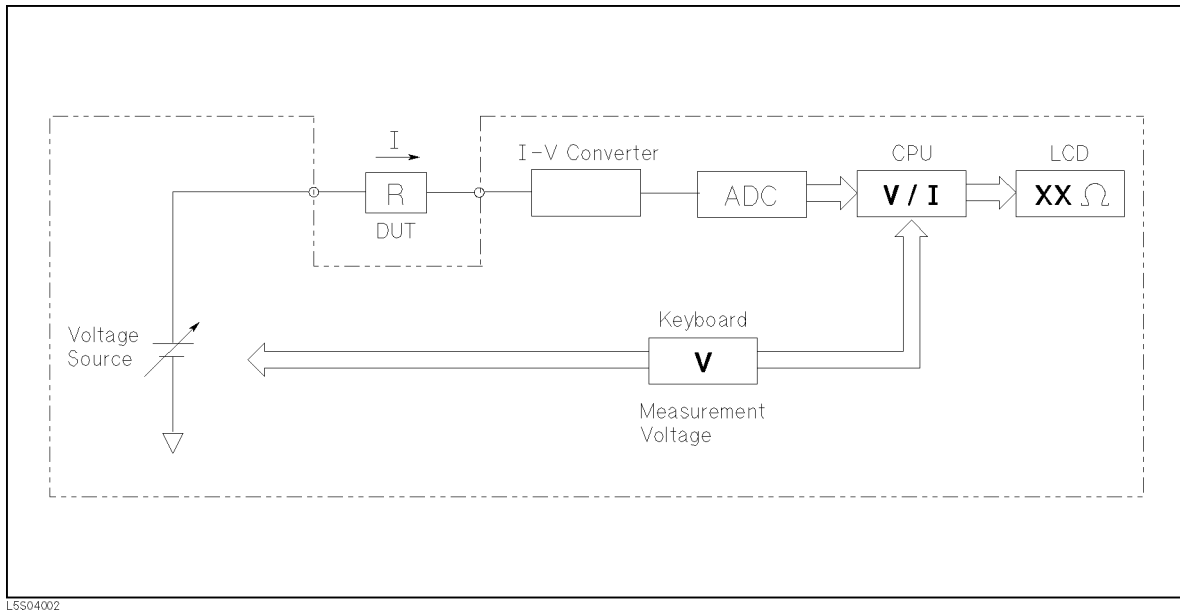 I
I-V Converter
CPU
LCD
R
ADC
V / I
XX Ω
DUT
Voltage
Source
Keyboard
V
Measurement
Voltage
L5S04002